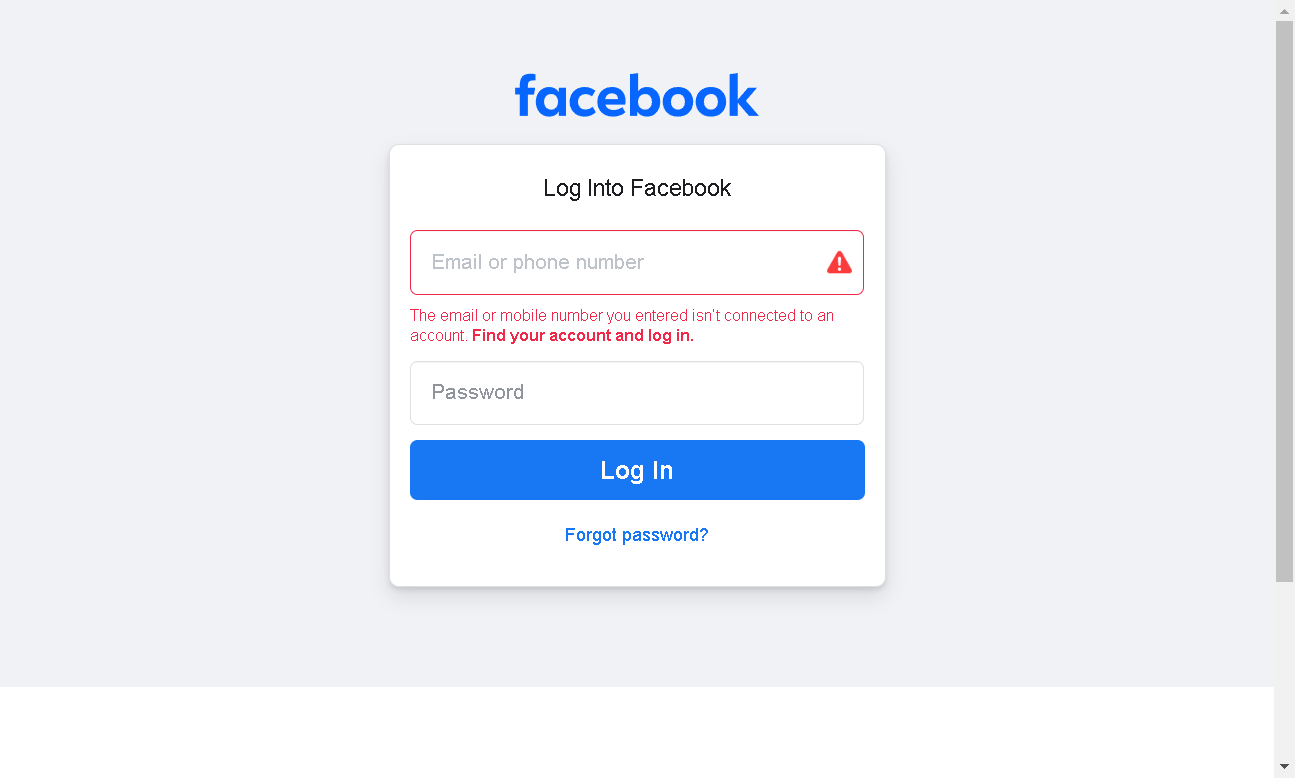 facebook
Log Into Facebook
Email or phone number
The email or mobile number you entered isn't connected to an
account. Find your account and log in.
Password
Log In
Forgot password?